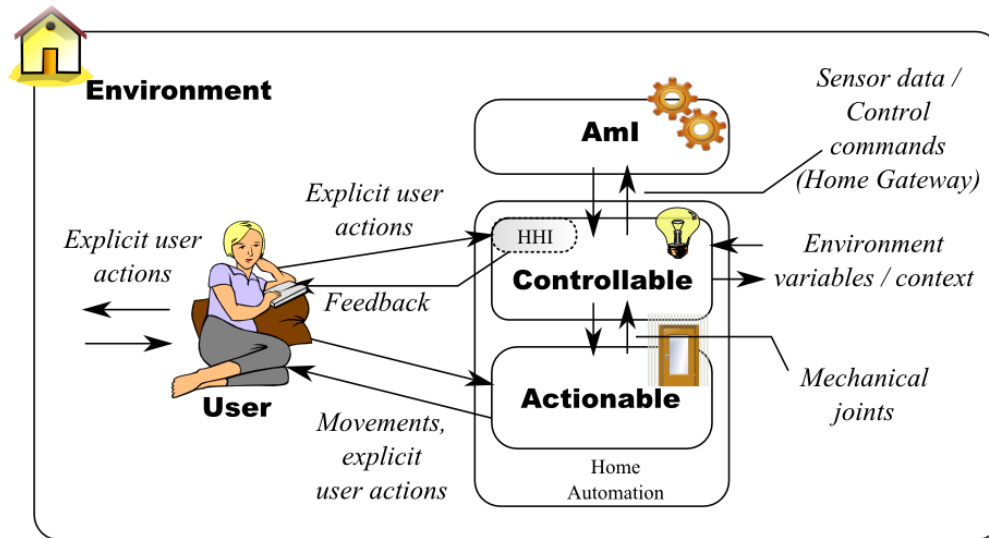 Environment
AmI
Sensor data /
Control
commands
(Home Gateway)
Explicit user
actions
HHI
Explicit user
actions
Controllable
Environment
variables / context
Feedback
Actionable
User
Mechanical
joints
Movements,
explicit
user actions
Home
Automation